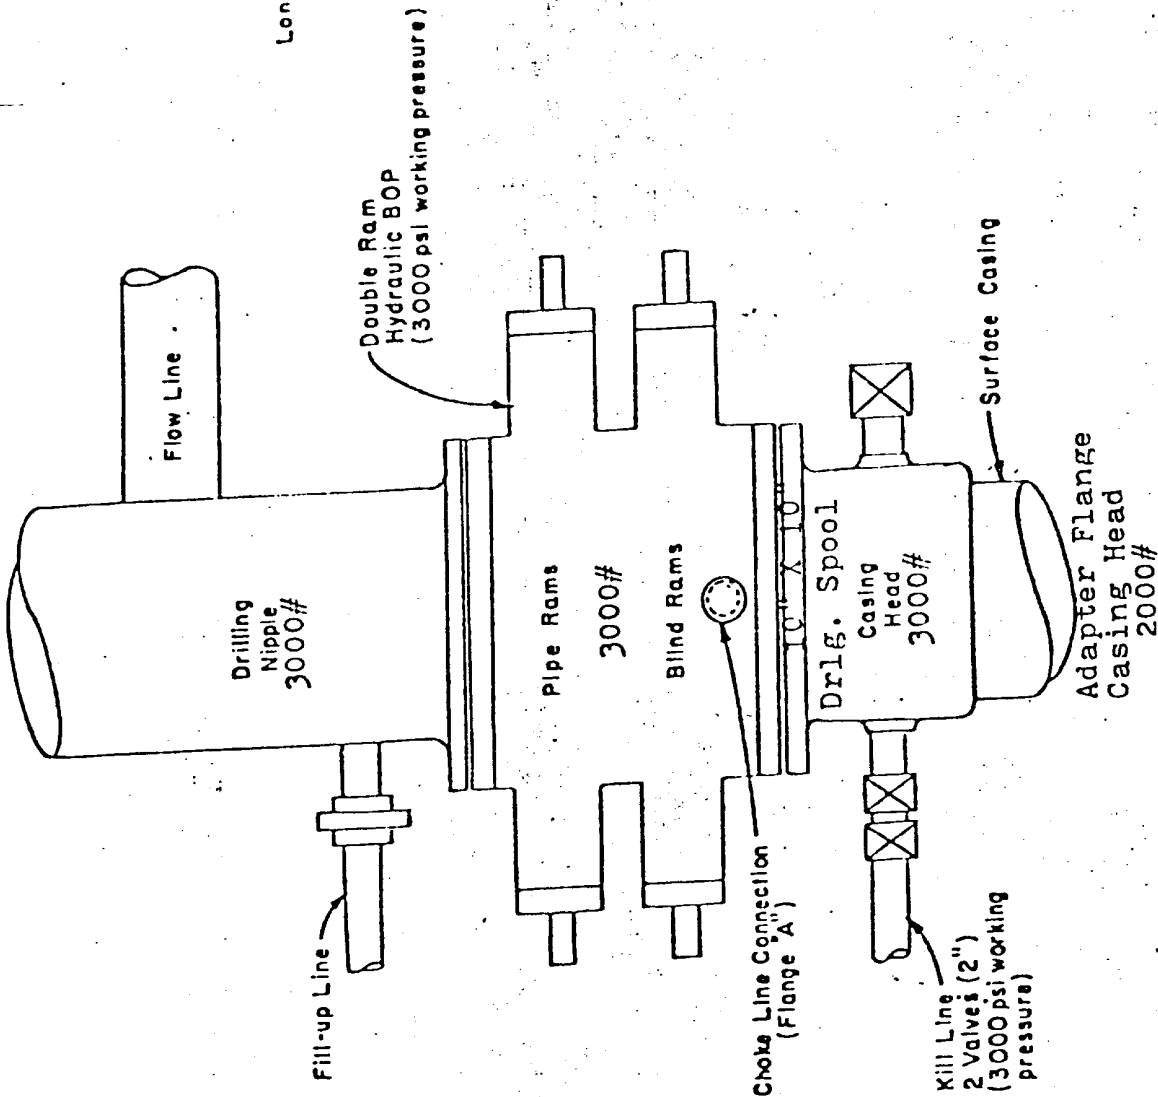 Lon
Flow Line
Double Ram
Hydraulic BOP
(3000 psi working pressure)
Drilling
Nipple
3000#
Fill-up Line
Pipe Rams
3000#
Blind Rams
Choke Line Connection
(Flange "A")
10" X 10"
Drlg. Spool
Casing
Head
3000#
Surface Casing
Kill Line
2 Valves (2")
(3000 psi working
pressure)
Adapter Flange
Casing Head
2000#